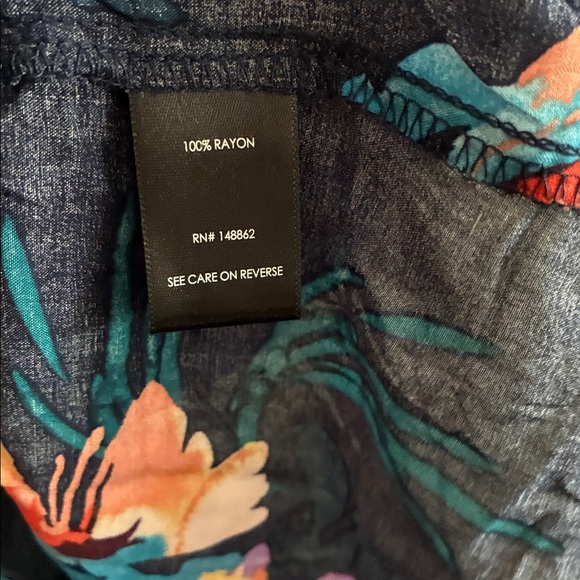 100% RAYON
RN# 148862
SEE CARE ON REVERSE